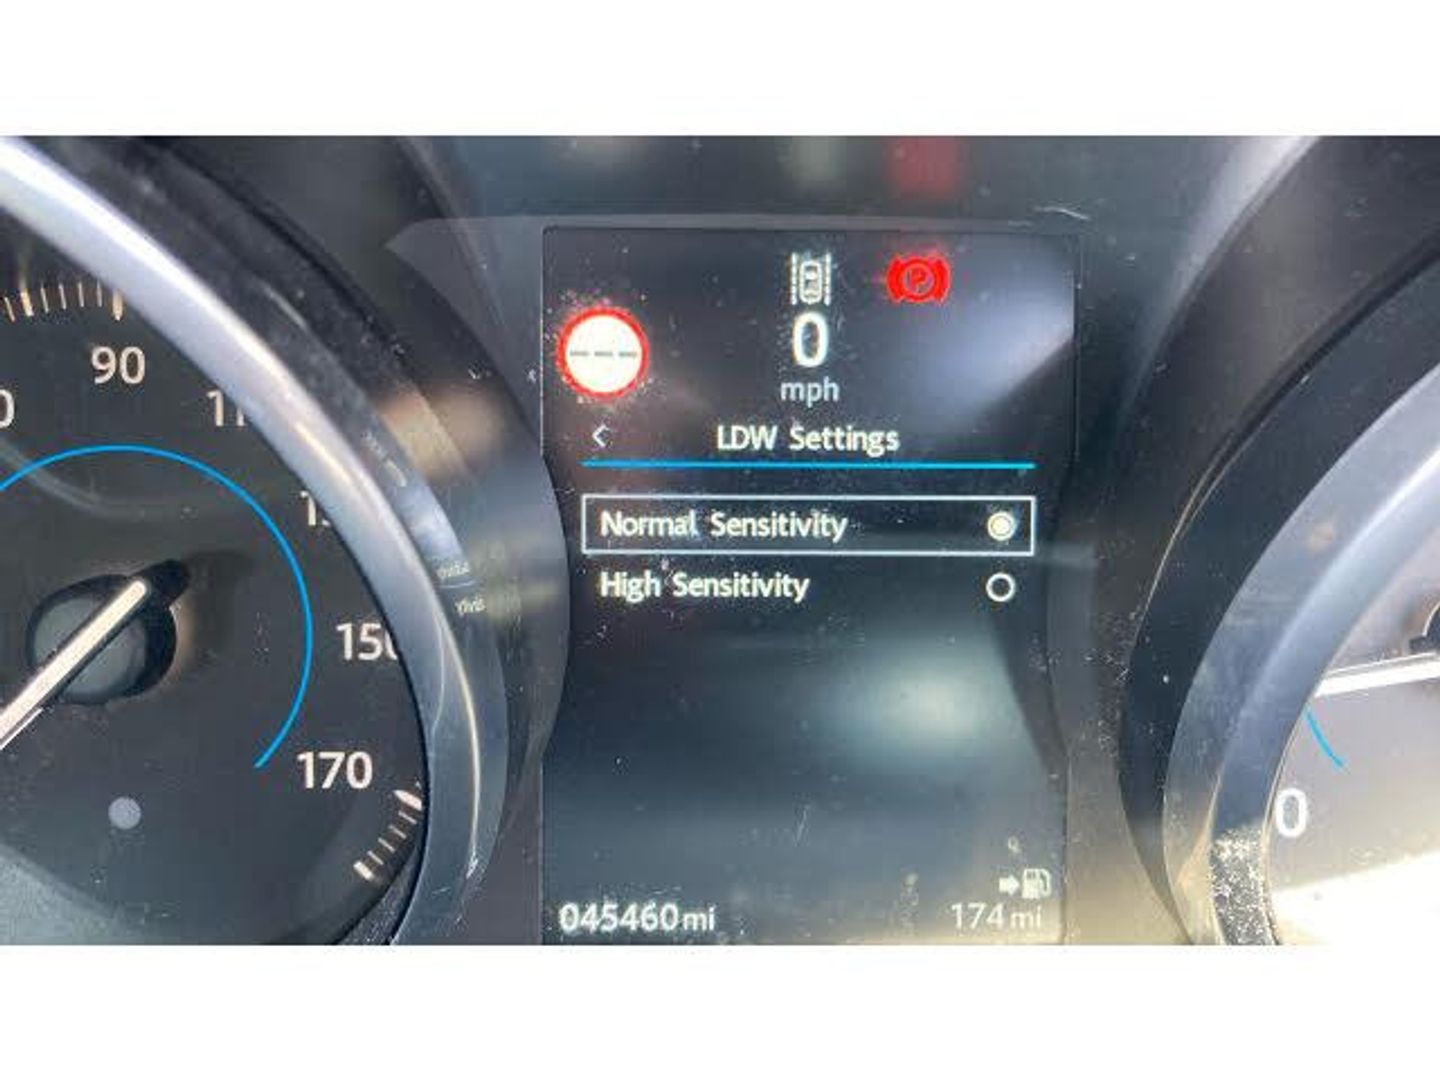 0
mph
LDW Settings
Normal Sensitivity
High Sensitivity
045460mi
174mi
90
150
170
0